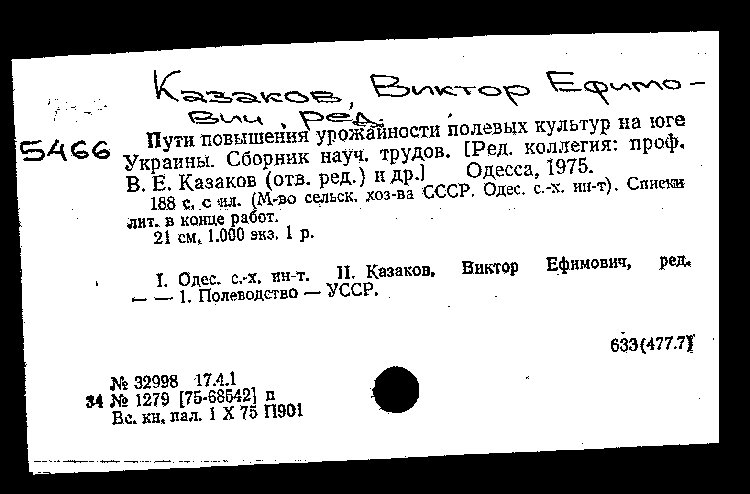 Казаков, Виктор Ефимо-
вич, ред.
5466
Пути повышения урожайности полевых культур на юге
Украины. Сборник науч. трудов. [Ред. коллегия: проф.
В. Е. Казаков (отв. ред.) и др.] Одесса, 1975.
188 с. с ил. (М-во сельск. хоз-ва СССР. Одес. с.-х. ин-т). Списки
лит. в конце работ.
21 см. 1.000 экз. 1 р.
I. Одес. с.-х. ин-т. II. Казаков, Виктор Ефимович, ред.
— — 1. Полеводство — УССР.
633(477.7)
№ 32998 17.4.1
34 № 1279 [75-68542] п
Вс. кн. пал. 1 X 75 П901